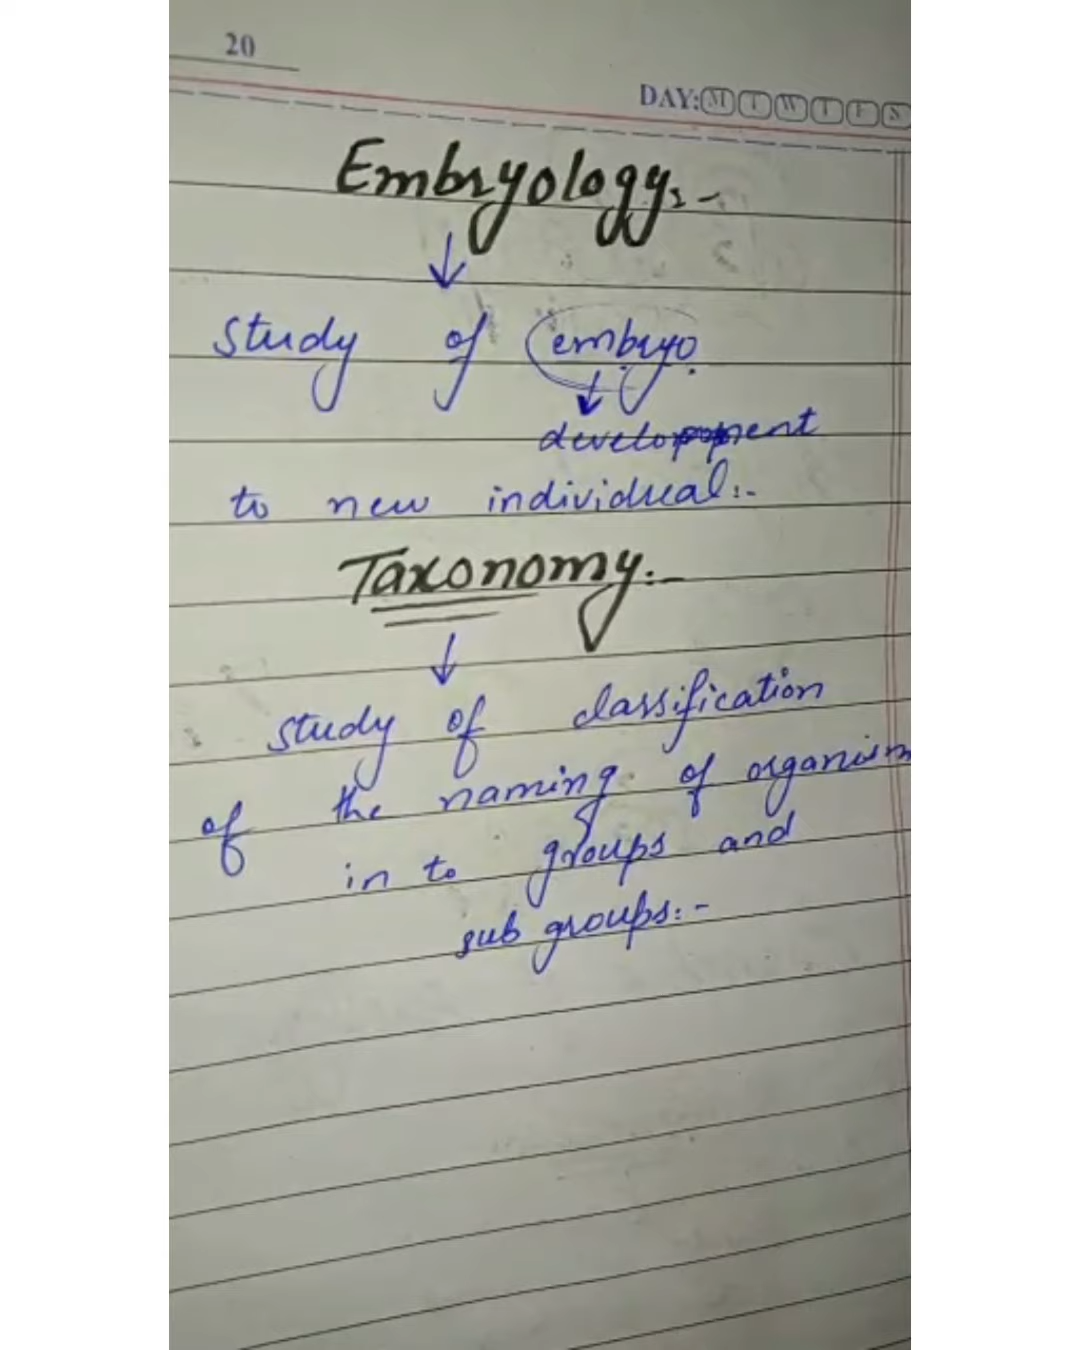 20
DAY: M T W T F S
Embryology:-
↓
study of embryo.
↓
development
to new individual:-
Taxonomy:-
↓
study of classification
of the naming of organism
in to groups and
sub groups:-